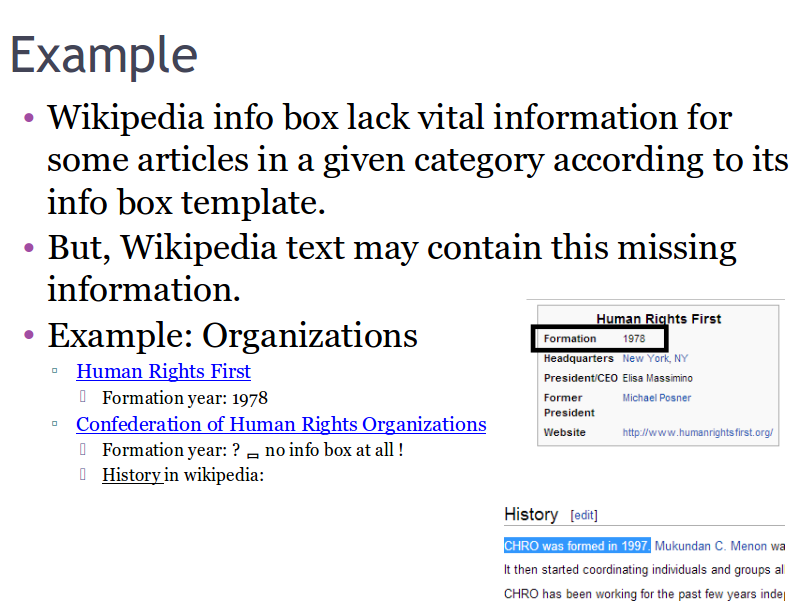 Example
• Wikipedia info box lack vital information for
some articles in a given category according to its
info box template.
• But, Wikipedia text may contain this missing
information.
• Example: Organizations
Human Rights First
Formation year: 1978
Confederation of Human Rights Organizations
Formation year: ? no info box at all !
History in wikipedia:
Human Rights First
Formation 1978
Headquarters New York, NY
President/CEO Elisa Massimino
Former Michael Posner
President
Website http://www.humanrightsfirst.org/
History [edit]
CHRO was formed in 1997. Mukundan C. Menon wa
It then started coordinating individuals and groups al
CHRO has been working for the past few years inde